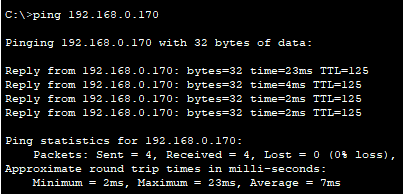 C:\>ping 192.168.0.170
Pinging 192.168.0.170 with 32 bytes of data:
Reply from 192.168.0.170: bytes=32 time=23ms TTL=125
Reply from 192.168.0.170: bytes=32 time=4ms TTL=125
Reply from 192.168.0.170: bytes=32 time=2ms TTL=125
Reply from 192.168.0.170: bytes=32 time=2ms TTL=125
Ping statistics for 192.168.0.170:
    Packets: Sent = 4, Received = 4, Lost = 0 (0% loss),
Approximate round trip times in milli-seconds:
    Minimum = 2ms, Maximum = 23ms, Average = 7ms